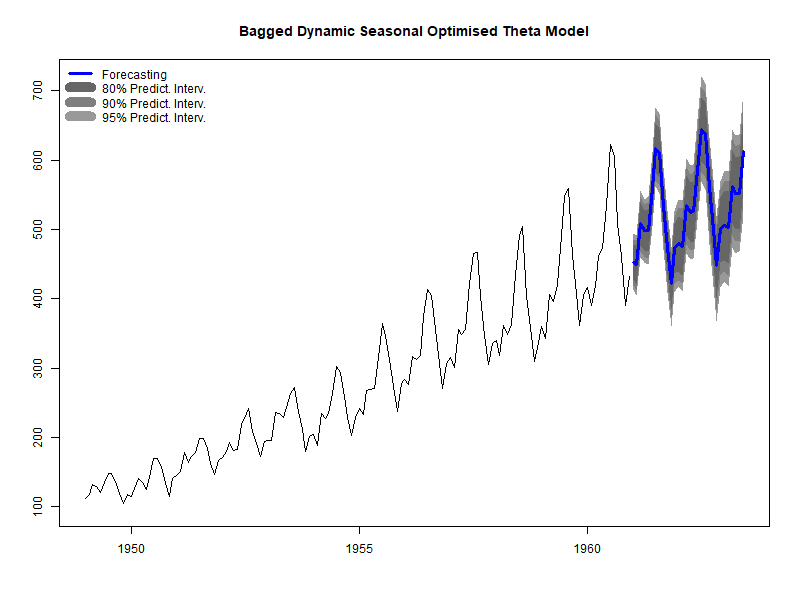 Bagged Dynamic Seasonal Optimised Theta Model
Forecasting
80% Predict. Interv.
90% Predict. Interv.
95% Predict. Interv.
700
600
500
400
300
200
100
1950 1955 1960